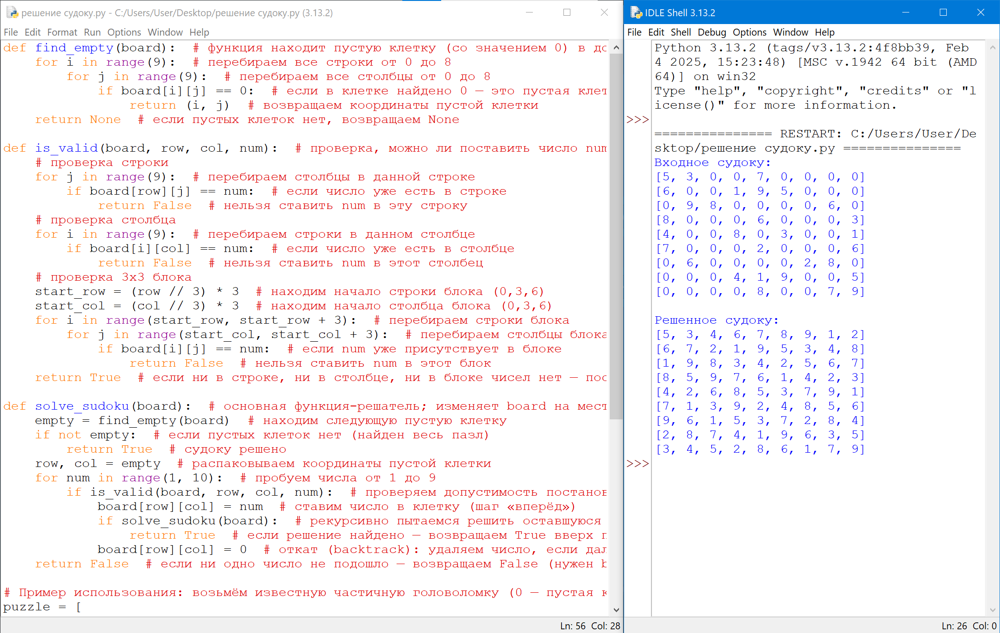 решение судоку.py - C:/Users/User/Desktop/решение судоку.py (3.13.2)
File Edit Format Run Options Window Help
def find_empty(board):  # функция находит пустую клетку (со значением 0) в
    for i in range(9):  # перебираем все строки от 0 до 8
        for j in range(9):  # перебираем все столбцы от 0 до 8
            if board[i][j] == 0:  # если в клетке найдено 0 — это пустая
                return (i, j)  # возвращаем координаты пустой клетки
    return None  # если пустых клеток нет, возвращаем None
def is_valid(board, row, col, num):  # проверка, можно ли поставить число num
    # проверка строки
    for j in range(9):  # перебираем столбцы в данной строке
        if board[row][j] == num:  # если число уже есть в строке
            return False  # нельзя ставить num в эту строку
    # проверка столбца
    for i in range(9):  # перебираем строки в данном столбце
        if board[i][col] == num:  # если число уже есть в столбце
            return False  # нельзя ставить num в этот столбец
    # проверка 3x3 блока
    start_row = (row // 3) * 3  # находим начало строки блока (0,3,6)
    start_col = (col // 3) * 3  # находим начало столбца блока (0,3,6)
    for i in range(start_row, start_row + 3):  # перебираем строки блока
        for j in range(start_col, start_col + 3):  # перебираем столбцы блока
            if board[i][j] == num:  # если num уже присутствует в блоке
                return False  # нельзя ставить num в этот блок
    return True  # если ни в строке, ни в столбце, ни в блоке чисел нет —
def solve_sudoku(board):  # основная функция-решатель; изменяет board на
    empty = find_empty(board)  # находим следующую пустую клетку
    if not empty:  # если пустых клеток нет (найден весь пазл)
        return True  # судоку решено
    row, col = empty  # распаковываем координаты пустой клетки
    for num in range(1, 10):  # пробуем числа от 1 до 9
        if is_valid(board, row, col, num):  # проверяем допустимость
            board[row][col] = num  # ставим число в клетку (шаг «вперёд»)
            if solve_sudoku(board):  # рекурсивно пытаемся решить оставшуюся
                return True  # если решение найдено — возвращаем True вверх
            board[row][col] = 0  # откат (backtrack): удаляем число, если
    return False  # если ни одно число не подошло — возвращаем False (нужен
# Пример использования: возьмём известную частичную головоломку (0 — пустая
puzzle = [
Ln: 56 Col: 28
IDLE Shell 3.13.2
File Edit Shell Debug Options Window Help
Python 3.13.2 (tags/v3.13.2:4f8bb39, Feb
4 2025, 15:23:48) [MSC v.1942 64 bit (AMD
64)] on win32
Type "help", "copyright", "credits" or "l
icense()" for more information.
>>>
=============== RESTART: C:/Users/User/De
sktop/решение судоку.py ===============
Входное судоку:
[5, 3, 0, 0, 7, 0, 0, 0, 0]
[6, 0, 0, 1, 9, 5, 0, 0, 0]
[0, 9, 8, 0, 0, 0, 0, 6, 0]
[8, 0, 0, 0, 6, 0, 0, 0, 3]
[4, 0, 0, 8, 0, 3, 0, 0, 1]
[7, 0, 0, 0, 2, 0, 0, 0, 6]
[0, 6, 0, 0, 0, 0, 2, 8, 0]
[0, 0, 0, 4, 1, 9, 0, 0, 5]
[0, 0, 0, 0, 8, 0, 0, 7, 9]
Решенное судоку:
[5, 3, 4, 6, 7, 8, 9, 1, 2]
[6, 7, 2, 1, 9, 5, 3, 4, 8]
[1, 9, 8, 3, 4, 2, 5, 6, 7]
[8, 5, 9, 7, 6, 1, 4, 2, 3]
[4, 2, 6, 8, 5, 3, 7, 9, 1]
[7, 1, 3, 9, 2, 4, 8, 5, 6]
[9, 6, 1, 5, 3, 7, 2, 8, 4]
[2, 8, 7, 4, 1, 9, 6, 3, 5]
[3, 4, 5, 2, 8, 6, 1, 7, 9]
>>>
Ln: 26 Col: 0